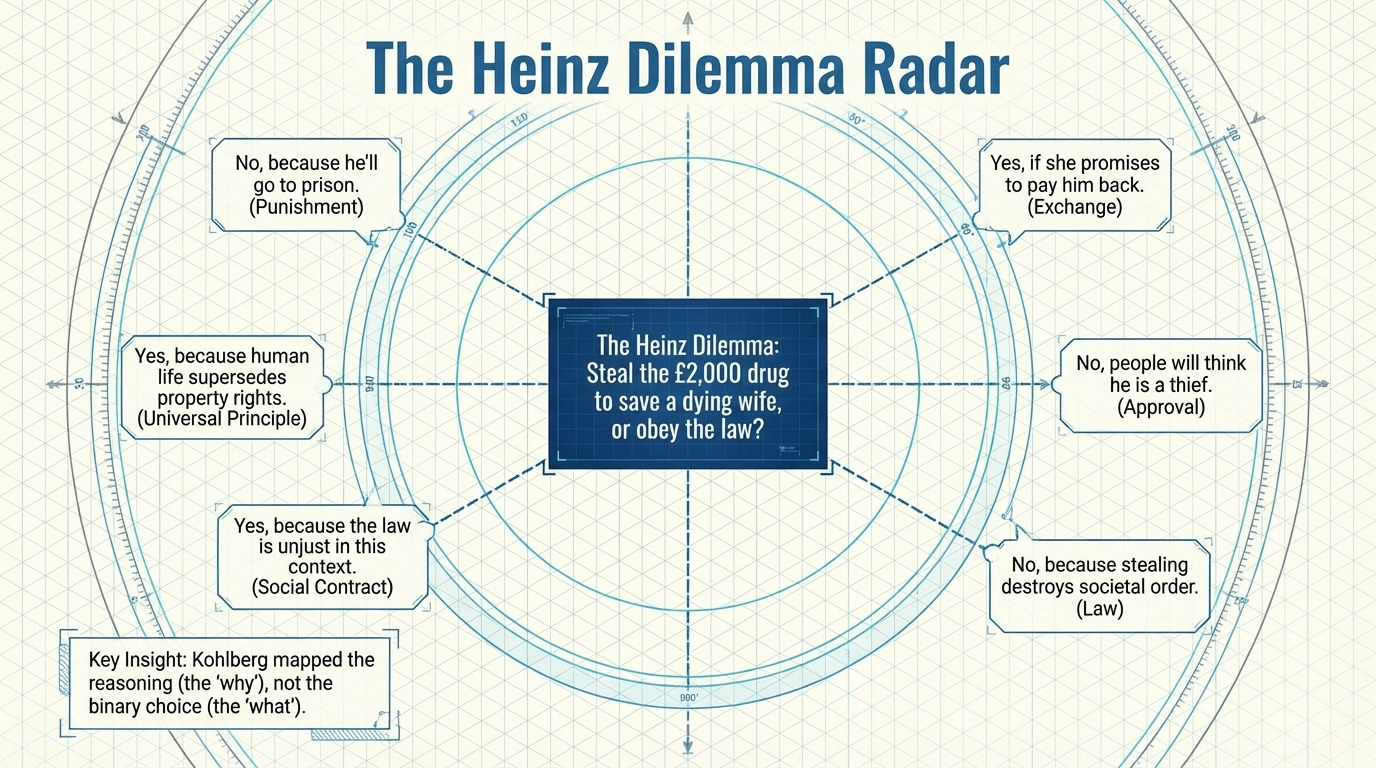 The Heinz Dilemma Radar
No, because he'll
go to prison.
(Punishment)
Yes, if she promises
to pay him back.
(Exchange)
Yes, because human
life supersedes
property rights.
(Universal Principle)
The Heinz Dilemma:
Steal the £2,000 drug
to save a dying wife,
or obey the law?
No, people will think
he is a thief.
(Approval)
Yes, because the law
is unjust in this
context.
(Social Contract)
No, because stealing
destroys societal order.
(Law)
Key Insight: Kohlberg mapped the
reasoning (the ‘why’), not the
binary choice (the ‘what’).